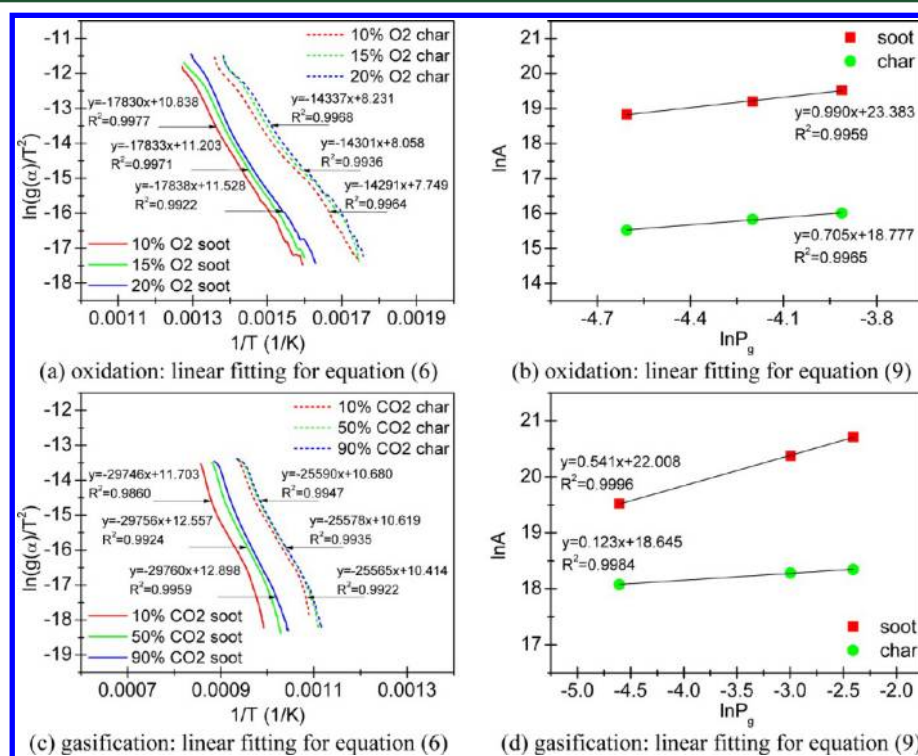 10% O2 char
15% O2 char
20% O2 char
y=-17830x+10.838
R²=0.9977
y=-14337x+8.231
R²=0.9968
y=-17833x+11.203
R²=0.9971
y=-14301x+8.058
R²=0.9936
y=-17838x+11.528
R²=0.9922
y=-14291x+7.749
R²=0.9964
10% O2 soot
15% O2 soot
20% O2 soot
ln(g(α)/T²)
-11
-12
-13
-14
-15
-16
-17
-18
0.0011 0.0013 0.0015 0.0017 0.0019
1/T (1/K)
(a) oxidation: linear fitting for equation (6)
soot
char
y=0.990x+23.383
R²=0.9959
y=0.705x+18.777
R²=0.9965
lnA
21
20
19
18
17
16
15
14
-4.7 -4.4 -4.1 -3.8
lnPg
(b) oxidation: linear fitting for equation (9)
10% CO2 char
50% CO2 char
90% CO2 char
y=-29746x+11.703
R²=0.9860
y=-25590x+10.680
R²=0.9947
y=-29756x+12.557
R²=0.9924
y=-25578x+10.619
R²=0.9935
y=-29760x+12.898
R²=0.9959
y=-25565x+10.414
R²=0.9922
10% CO2 soot
50% CO2 soot
90% CO2 soot
ln(g(α)/T²)
-12
-13
-14
-15
-16
-17
-18
-19
0.0007 0.0009 0.0011 0.0013
1/T (1/K)
(c) gasification: linear fitting for equation (6)
y=0.541x+22.008
R²=0.9996
y=0.123x+18.645
R²=0.9984
soot
char
lnA
21
20
19
18
17
-5.0 -4.5 -4.0 -3.5 -3.0 -2.5 -2.0
lnPg
(d) gasification: linear fitting for equation (9)